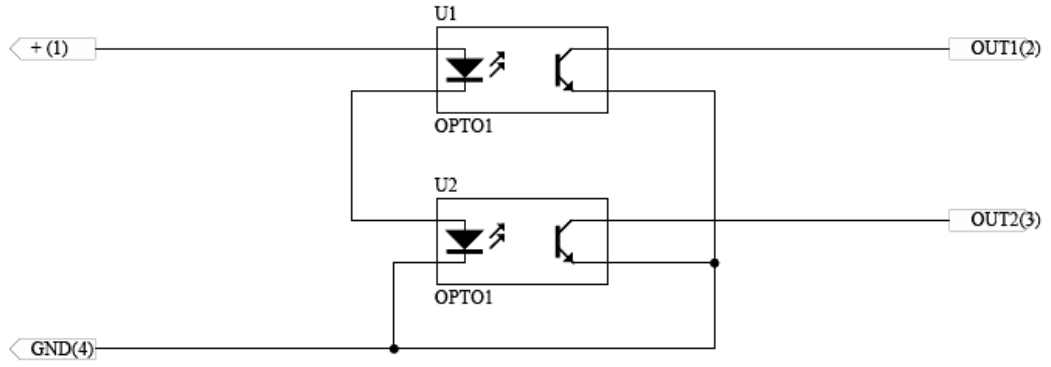 U1
+ (1)
OUT1(2)
OPTO1
U2
OUT2(3)
OPTO1
GND(4)